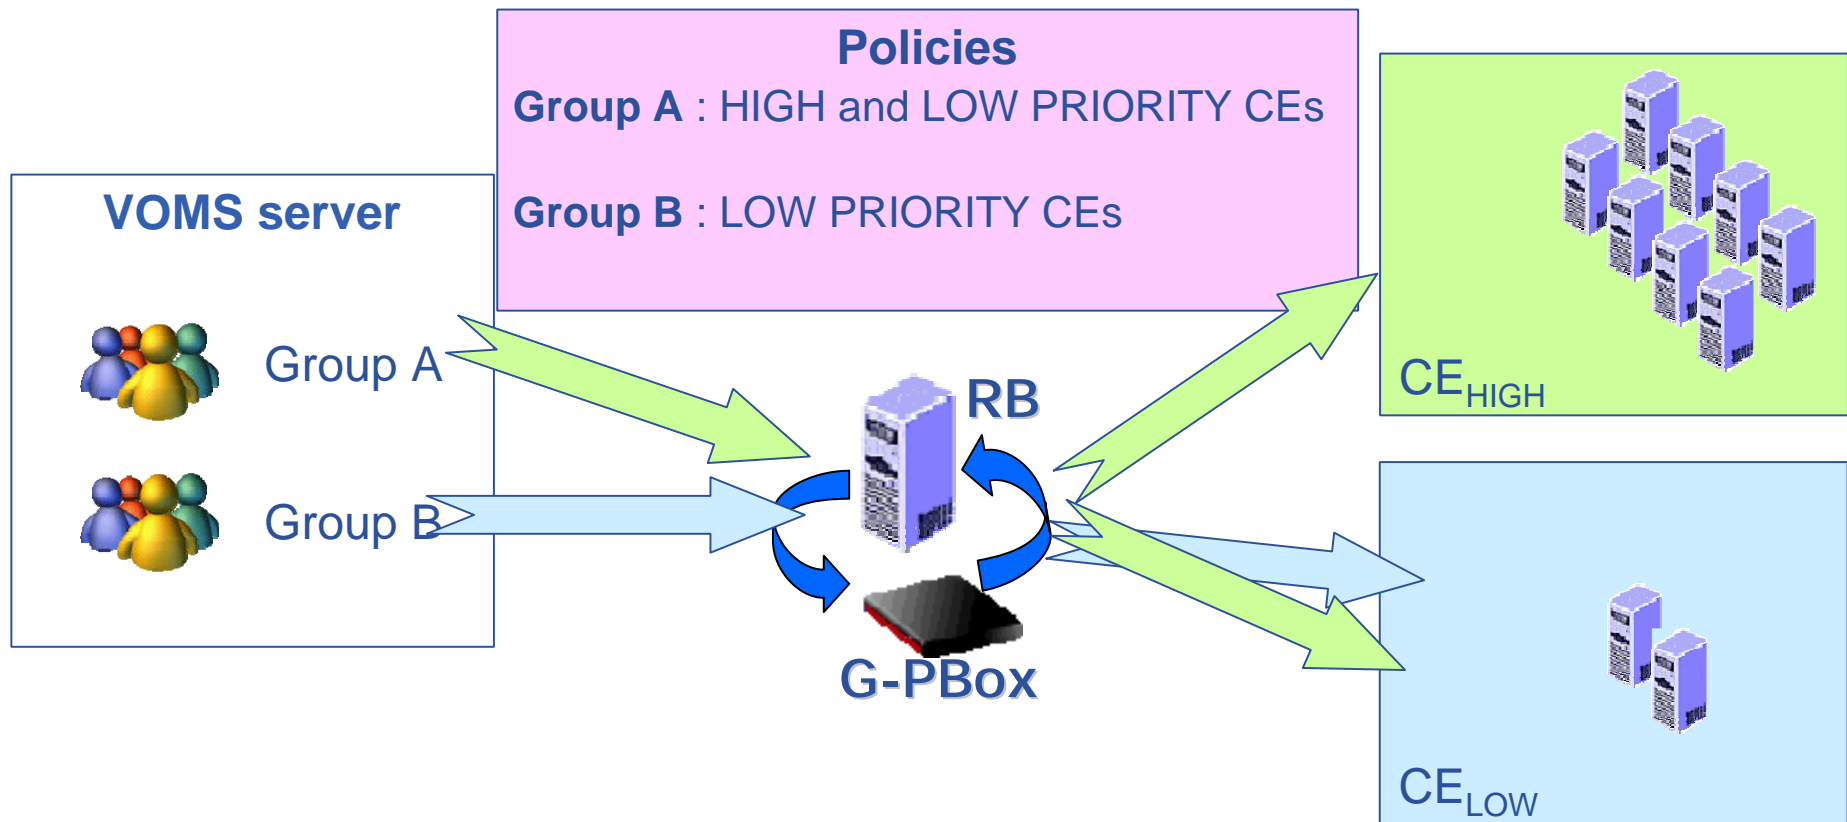 Policies
Group A : HIGH and LOW PRIORITY CEs
Group B : LOW PRIORITY CEs
VOMS server
Group A
Group B
RB
G-PBox
CEHIGH
CELOW